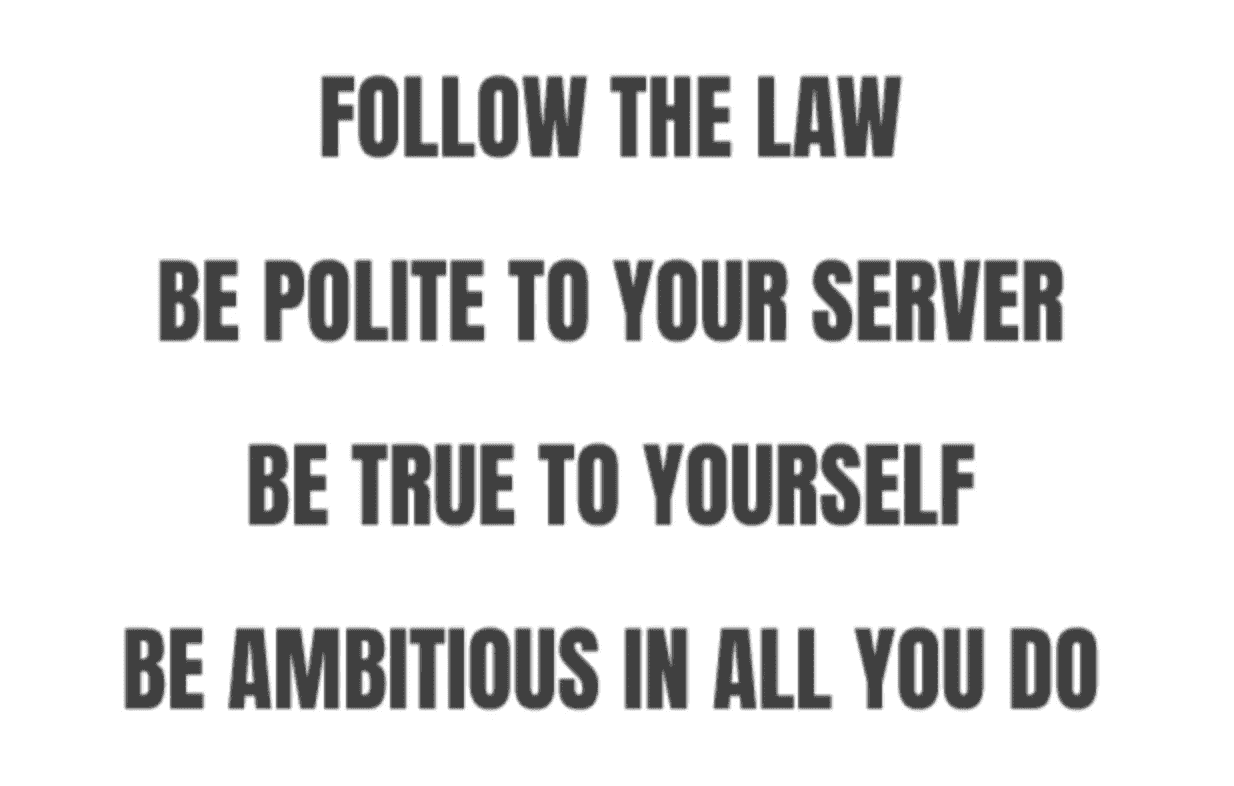 FOLLOW THE LAW
BE POLITE TO YOUR SERVER
BE TRUE TO YOURSELF
BE AMBITIOUS IN ALL YOU DO